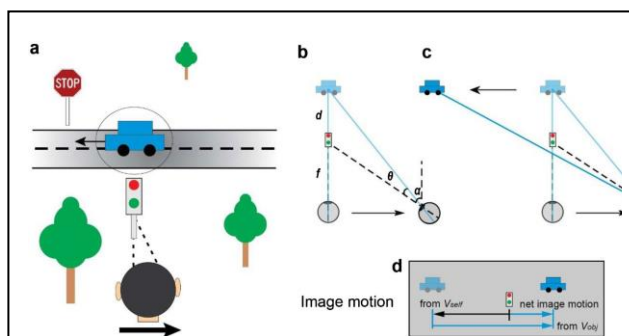 a
STOP
b
c
d
f
θ
α
Image motion
d
from Vself
net image motion
from Vobj